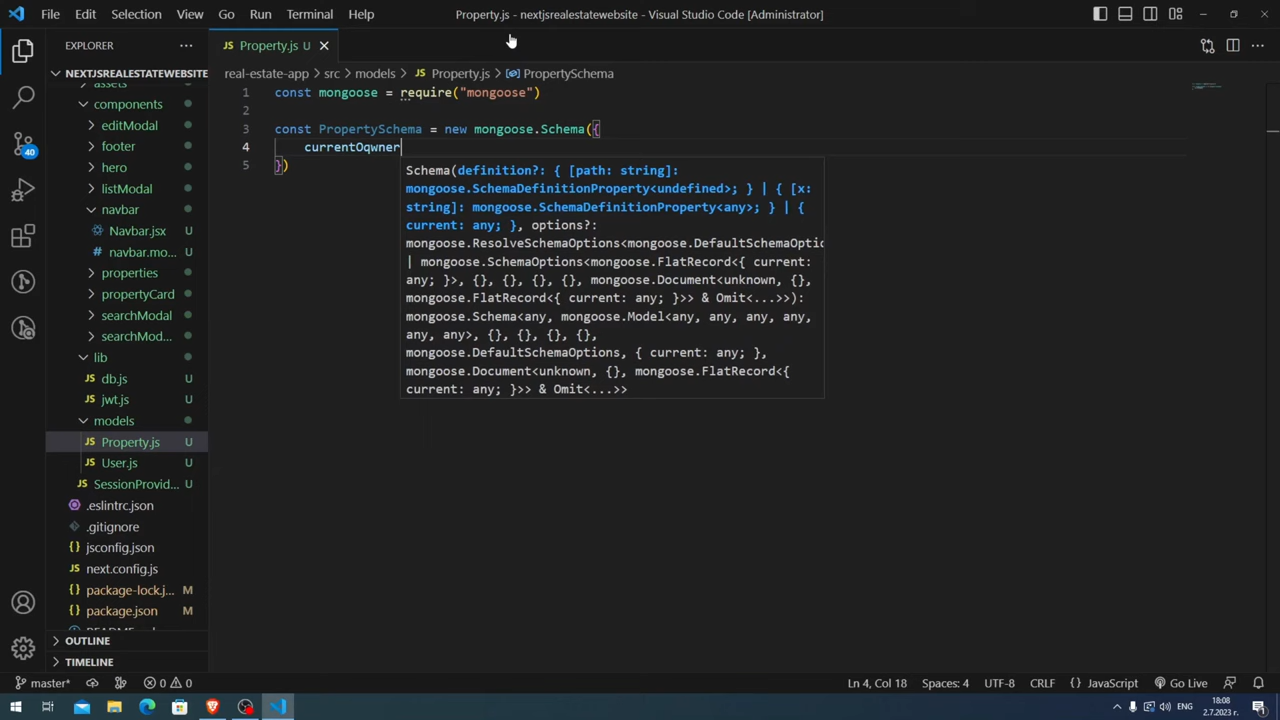 File Edit Selection View Go Run Terminal Help Property.js - nextjsrealestatewebsite - Visual Studio Code [Administrator]
EXPLORER
Property.js U
NEXTJSREALESTATEWEBSITE
assets
components
editModal
footer
hero
listModal
navbar
Navbar.jsx
navbar.mo...
properties
propertyCard
searchModal
searchMod...
lib
db.js
jwt.js
models
Property.js U
User.js U
SessionProvid... U
.eslintrc.json
.gitignore
jsconfig.json
next.config.js
package-lock.j... M
package.json M
OUTLINE
TIMELINE
40
real-estate-app > src > models > JS Property.js > PropertySchema
1 const mongoose = require("mongoose")
2
3 const PropertySchema = new mongoose.Schema({
4 currentOqwner
5 })
Schema(definition?: { [path: string]:
mongoose.SchemaDefinitionProperty<undefined>; } | { [x:
string]: mongoose.SchemaDefinitionProperty<any>; } | {
current: any; }, options?:
mongoose.ResolveSchemaOptions<mongoose.DefaultSchemaOptio
| mongoose.SchemaOptions<mongoose.FlatRecord<{ current:
any; }>, {}, {}, {}, {}, mongoose.Document<unknown, {},
mongoose.FlatRecord<{ current: any; }>> & Omit<...>>):
mongoose.Schema<any, mongoose.Model<any, any, any, any,
any, any>, {}, {}, {}, {},
mongoose.DefaultSchemaOptions, { current: any; },
mongoose.Document<unknown, {}, mongoose.FlatRecord<{
current: any; }>> & Omit<...>>
master* 0 0 Ln 4, Col 18 Spaces: 4 UTF-8 CRLF {} JavaScript Go Live
ENG 18:08
2.7.2023 г.